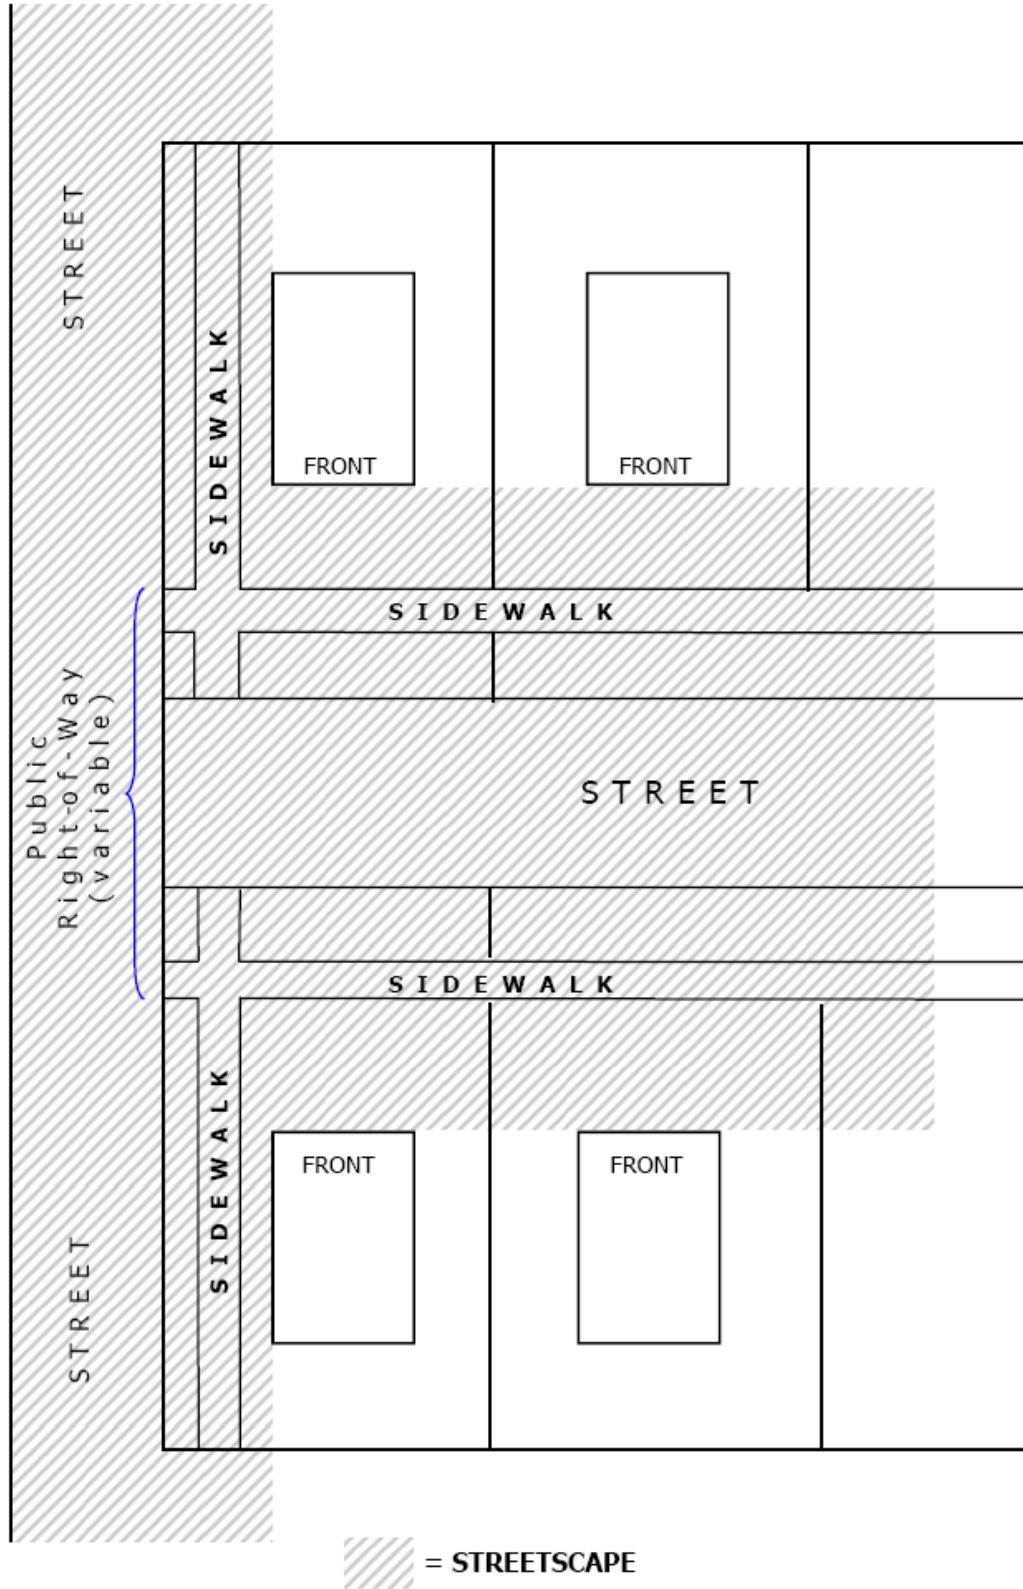 STREET
SIDEWALK
FRONT
FRONT
SIDEWALK
Public
Right-of-Way
(variable)
STREET
SIDEWALK
SIDEWALK
FRONT
FRONT
STREET
= STREETSCAPE